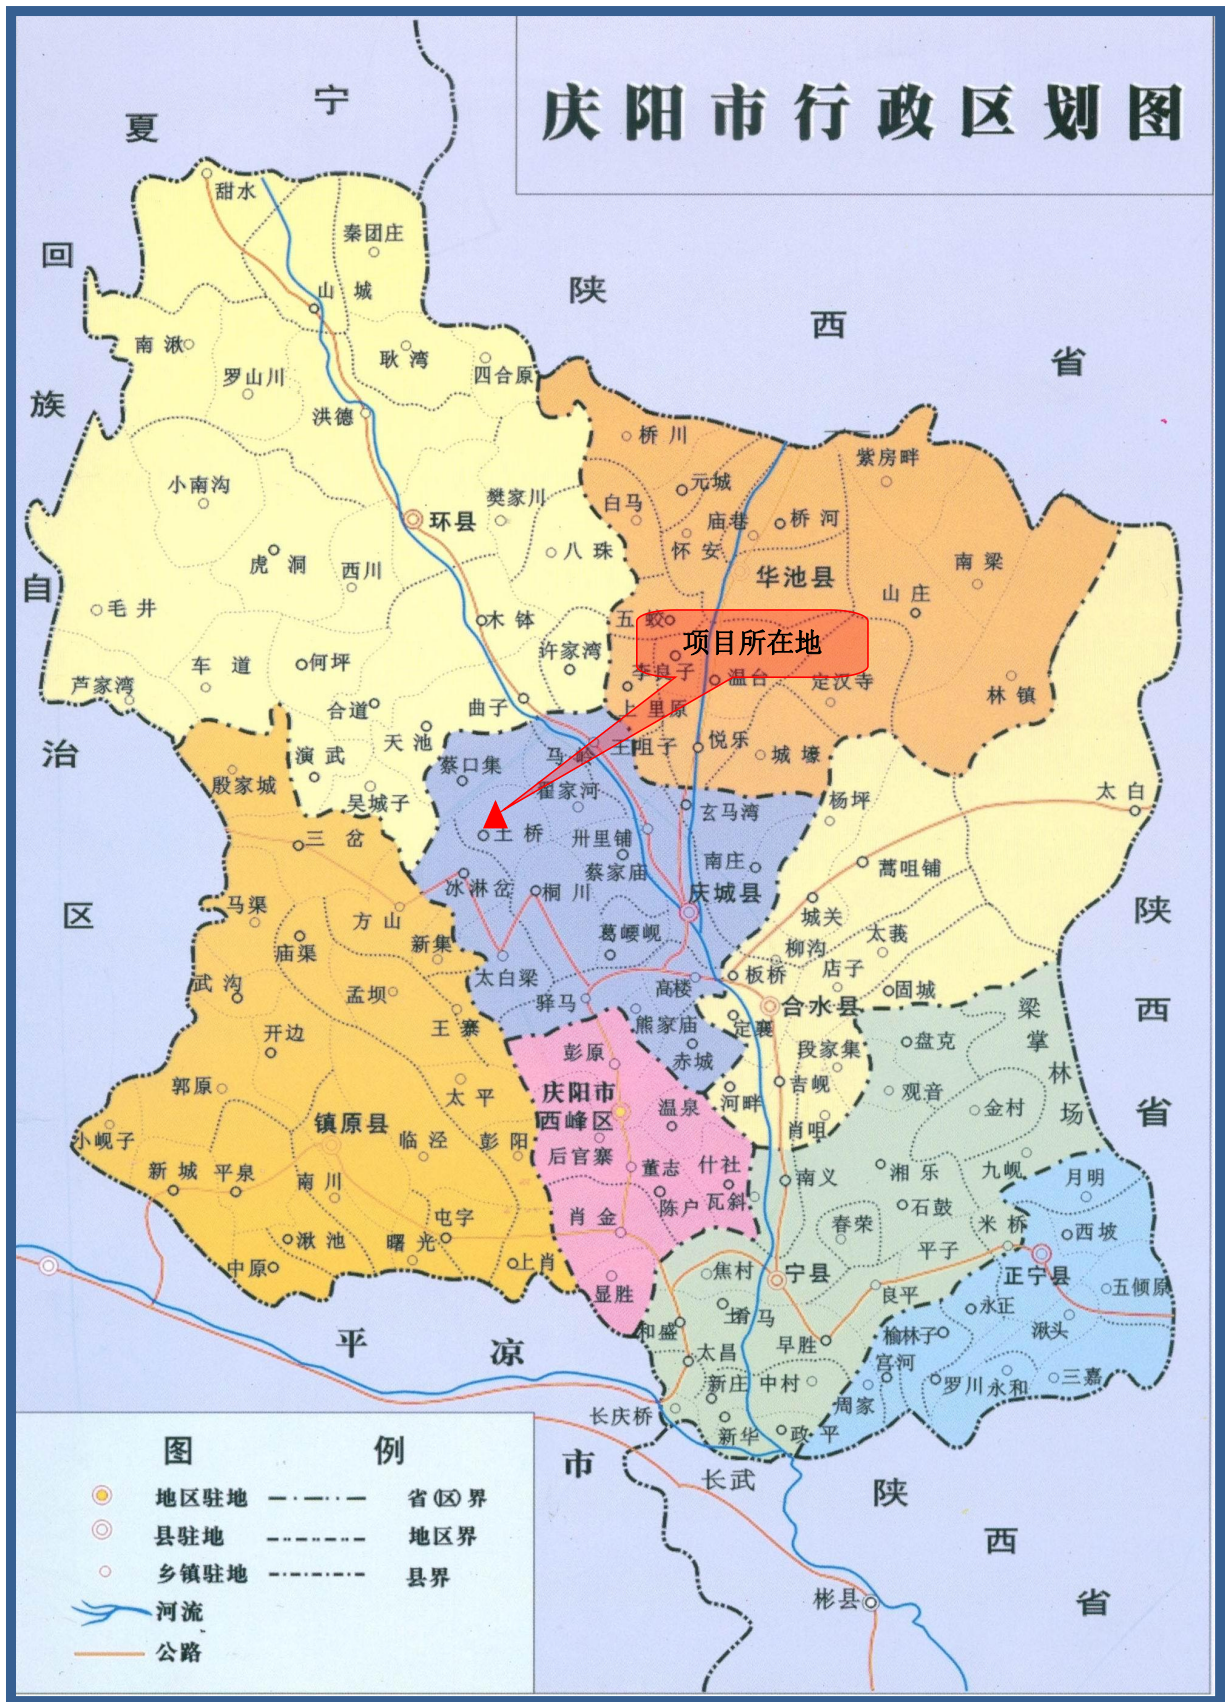 庆阳市行政区划图
宁
夏
回
族
自
治
区
陕
西
省
甜水
秦团庄
山城
南湫
罗山川
耿湾
四合原
洪德
小南沟
樊家川
环县
虎洞
西川
八珠
毛井
木钵
许家湾
车道
何坪
芦家湾
合道
曲子
天池
演武
吴城子
桥川
紫房畔
元城
白马
庙巷
桥河
怀安
南梁
华池县
山庄
五蛟
项目所在地
李良子
温台
定汉寺
林镇
上里原
王咀子
悦乐
城壕
马岭
蔡口集
翟家河
土桥
卅里铺
蔡家庙
玄马湾
南庄
冰淋岔
桐川
庆城县
葛崾岘
太白梁
驿马
高楼
熊家庙
赤城
杨坪
太白
蒿咀铺
城关
太莪
柳沟
板桥
店子
固城
合水县
定襄
段家集
吉岘
河畔
肖咀
殷家城
三岔
马渠
方山
庙渠
新集
武沟
孟坝
王寨
开边
郭原
太平
小岘子
镇原县
临泾
彭阳
新城
平泉
南川
屯字
湫池
曙光
中原
上肖
彭原
庆阳市
西峰区
温泉
后官寨
董志
什社
陈户
瓦斜
肖金
显胜
梁
掌
林
场
盘克
观音
金村
湘乐
九岘
南义
石鼓
春荣
米桥
平子
焦村
宁县
良平
和盛
早胜
太昌
新庄
中村
长庆桥
新华
政平
月明
西坡
正宁县
五倾原
永正
湫头
榆林子
宫河
罗川
永和
三嘉
周家
陕
西
省
平
凉
市
长武
彬县
陕
西
省
图例
地区驻地
省(区)界
县驻地
地区界
乡镇驻地
县界
河流
公路